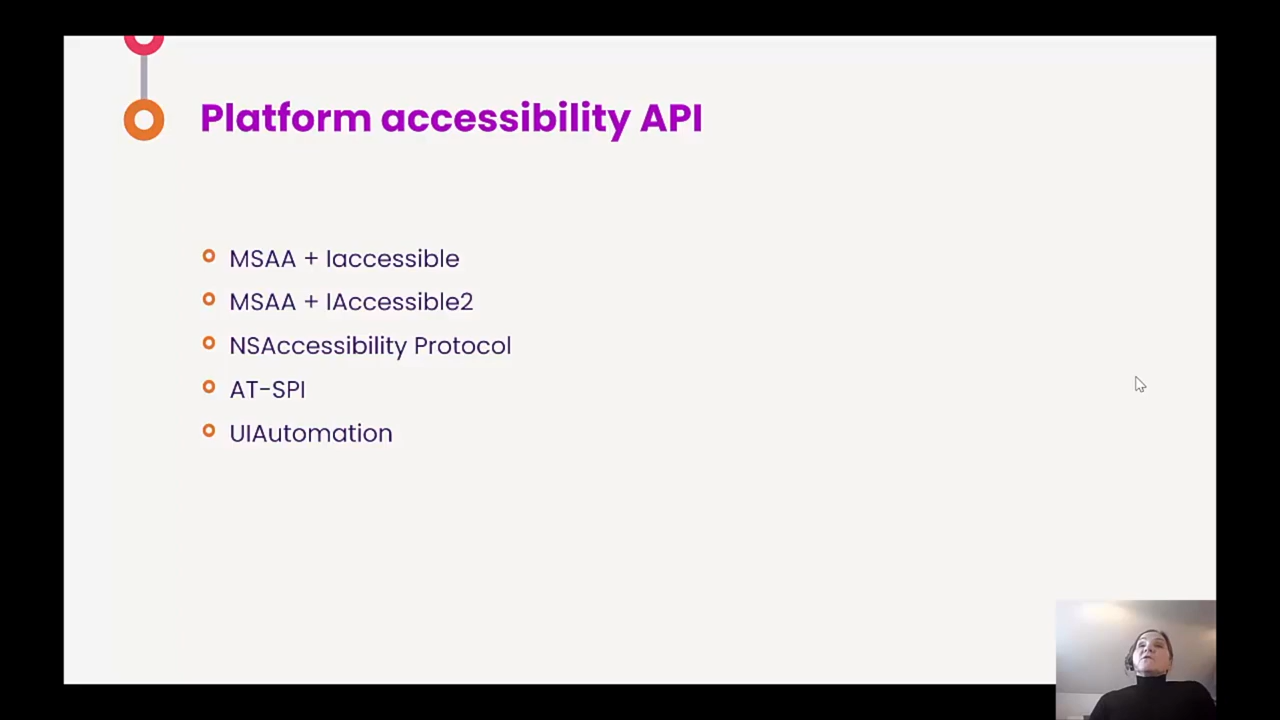 Platform accessibility API
MSAA + Iaccessible
MSAA + IAccessible2
NSAccessibility Protocol
AT-SPI
UIAutomation